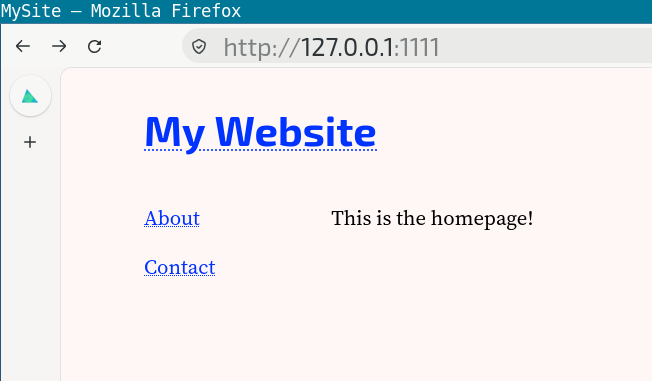 MySite — Mozilla Firefox
http://127.0.0.1:1111
My Website
About
This is the homepage!
Contact